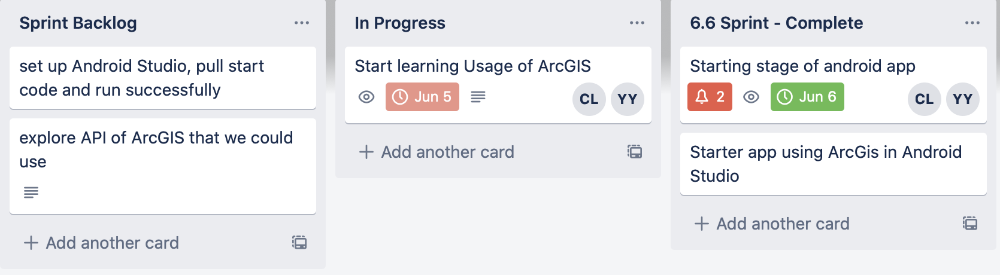 Sprint Backlog
set up Android Studio, pull start
code and run successfully
explore API of ArcGIS that we could
use
+ Add another card
In Progress
Start learning Usage of ArcGIS
Jun 5
CL YY
+ Add another card
6.6 Sprint - Complete
Starting stage of android app
2 Jun 6
CL YY
Starter app using ArcGis in Android
Studio
+ Add another card